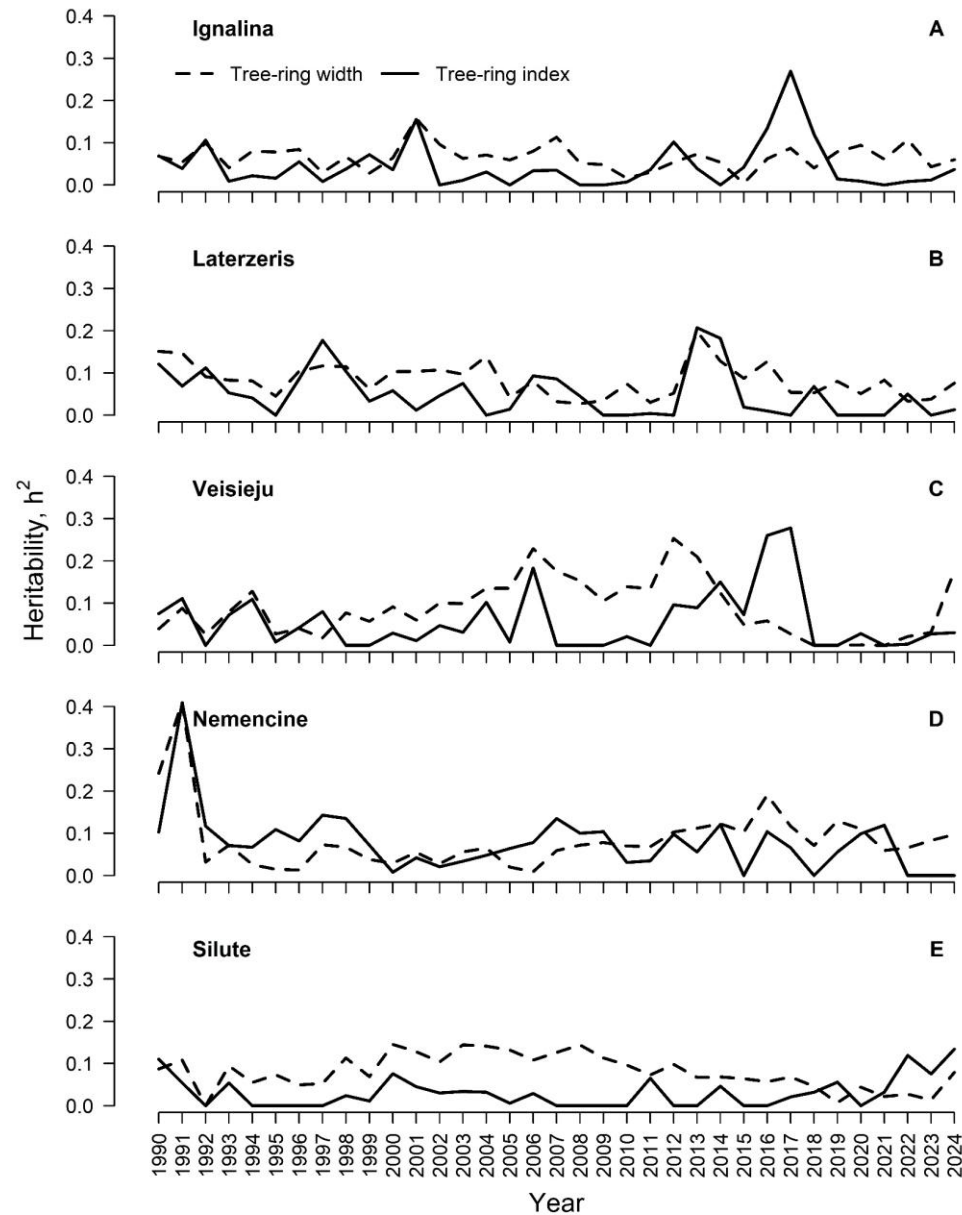 Ignalina A
Tree-ring width Tree-ring index
0.4
0.3
0.2
0.1
0.0
Laterzeris B
0.4
0.3
0.2
0.1
0.0
Veisieju C
0.4
0.3
0.2
0.1
0.0
Heritability, h²
Nemencine D
0.4
0.3
0.2
0.1
0.0
Silute E
0.4
0.3
0.2
0.1
0.0
1990 1991 1992 1993 1994 1995 1996 1997 1998 1999 2000 2001 2002 2003 2004 2005 2006 2007 2008 2009 2010 2011 2012 2013 2014 2015 2016 2017 2018 2019 2020 2021 2022 2023 2024
Year